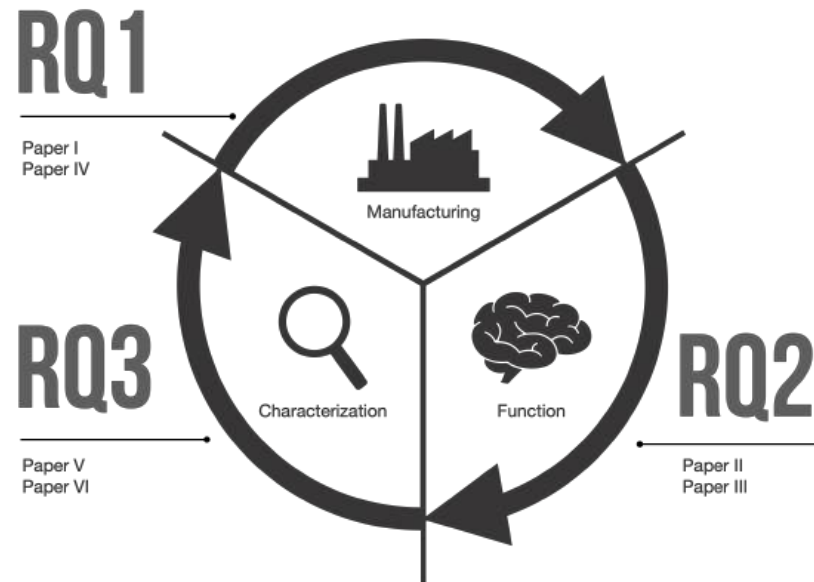 RQ1
Paper I
Paper IV
Manufacturing
RQ3
Characterization
Paper V
Paper VI
Function
RQ2
Paper II
Paper III